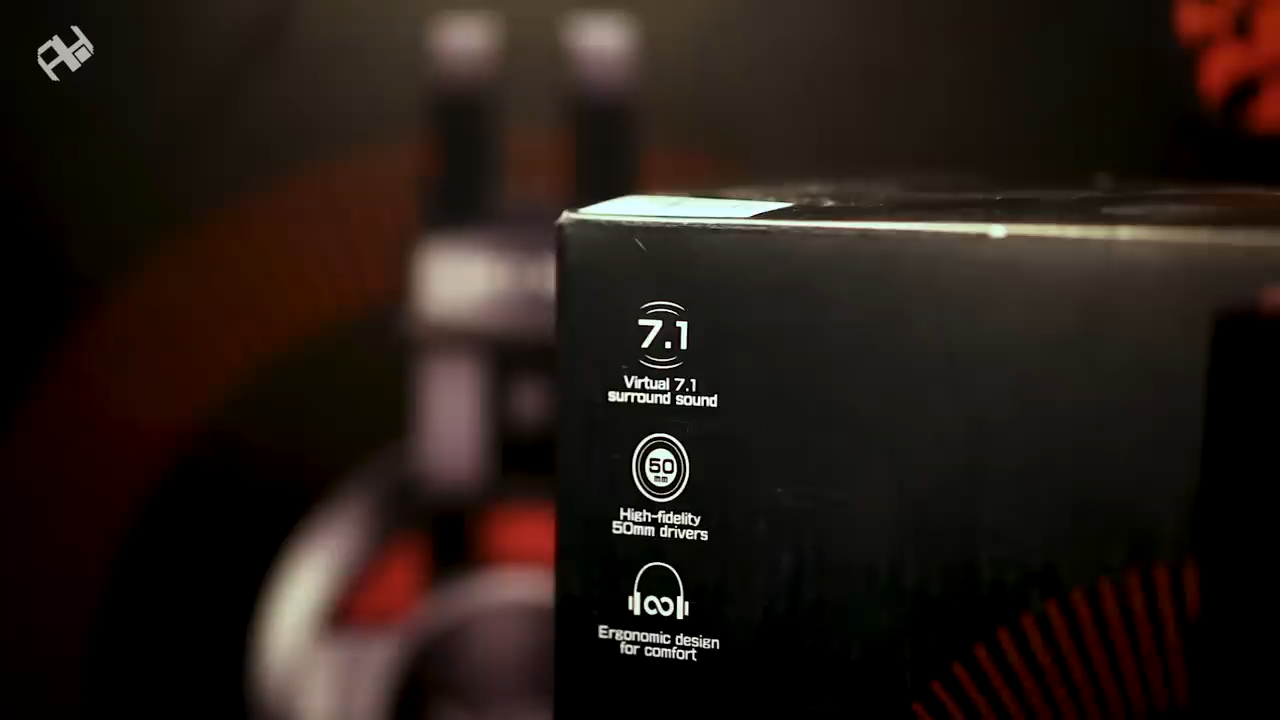 7.1
Virtual 7.1
surround sound
50
mm
High-fidelity
50mm drivers
Ergonomic design
for comfort